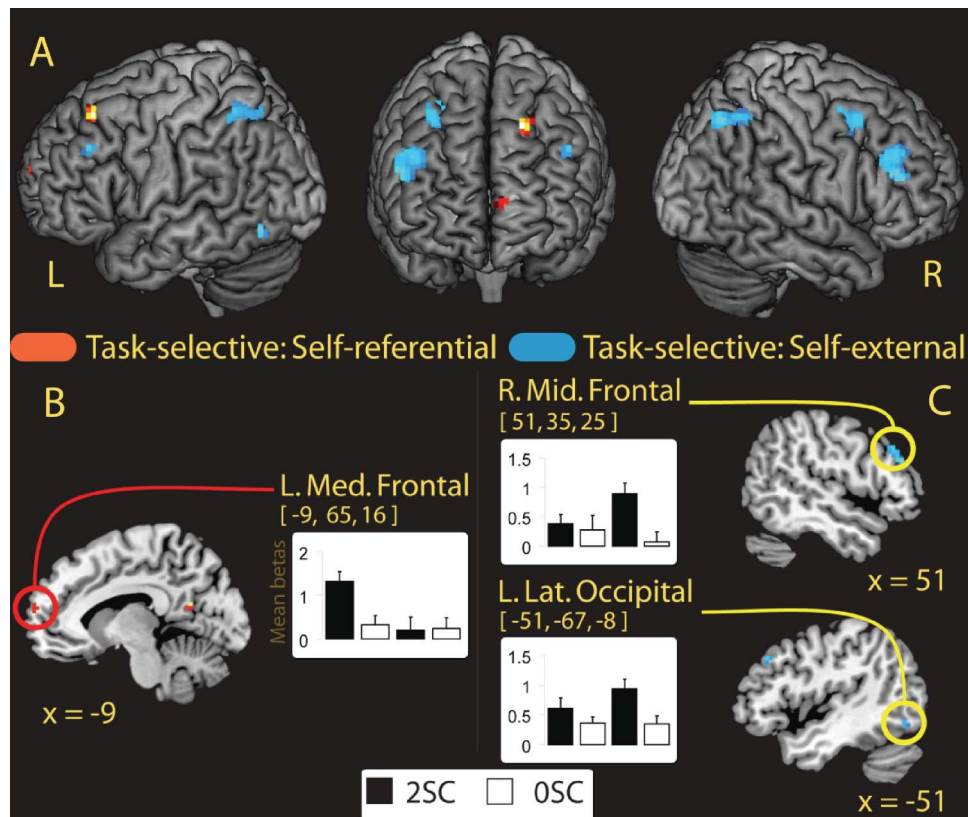 A
L
R
Task-selective: Self-referential
Task-selective: Self-external
B
L. Med. Frontal
[ -9, 65, 16 ]
Mean betas
2
1
0
x = -9
C
R. Mid. Frontal
[ 51, 35, 25 ]
1.5
1
0.5
0
x = 51
L. Lat. Occipital
[ -51, -67, -8 ]
1.5
1
0.5
0
x = -51
2SC 0SC